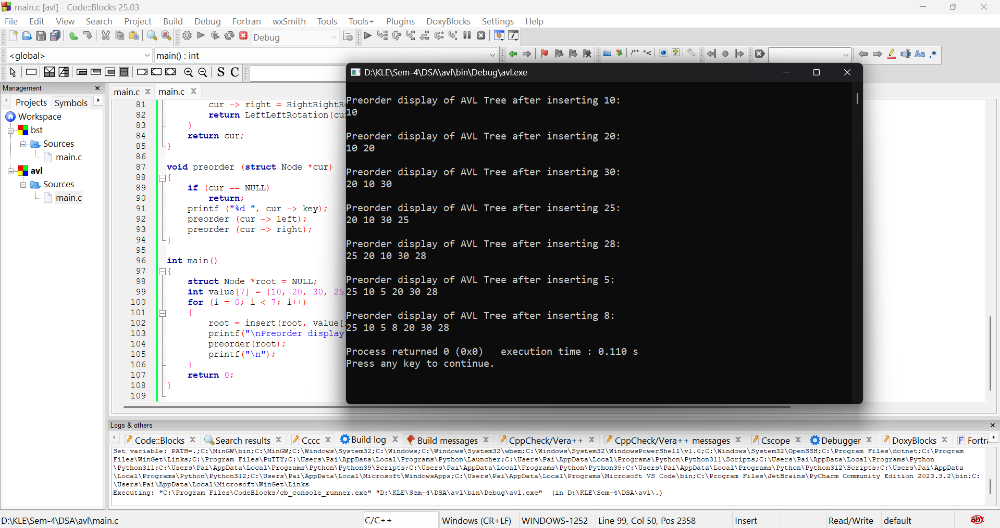 main.c [avl] - Code::Blocks 25.03
File Edit View Search Project Build Debug Fortran wxSmith Tools Tools+ Plugins DoxyBlocks Settings Help
Debug
<global> main() : int
/** *< Aa .*
S C
D:\KLE\Sem-4\DSA\avl\bin\Debug\avl.exe
Management
Projects Symbols
Workspace
bst
Sources
main.c
avl
Sources
main.c
main.c main.c
81 cur -> right = RightRightRo
82 return LeftLeftRotation(cu
83 }
84 return cur;
85 }
86
87 void preorder (struct Node *cur)
88 {
89 if (cur == NULL)
90 return;
91 printf ("%d ", cur -> key);
92 preorder (cur -> left);
93 preorder (cur -> right);
94 }
95
96 int main()
97 {
98 struct Node *root = NULL;
99 int value[7] = {10, 20, 30, 25
100 for (i = 0; i < 7; i++)
101 {
102 root = insert(root, value[i
103 printf("\nPreorder display
104 preorder(root);
105 printf("\n");
106 }
107 return 0;
108 }
109
Preorder display of AVL Tree after inserting 10:
10
Preorder display of AVL Tree after inserting 20:
10 20
Preorder display of AVL Tree after inserting 30:
20 10 30
Preorder display of AVL Tree after inserting 25:
20 10 30 25
Preorder display of AVL Tree after inserting 28:
25 20 10 30 28
Preorder display of AVL Tree after inserting 5:
25 10 5 20 30 28
Preorder display of AVL Tree after inserting 8:
25 10 5 8 20 30 28
Process returned 0 (0x0)   execution time : 0.110 s
Press any key to continue.
Logs & others
Code::Blocks Search results Cccc Build log Build messages CppCheck/Vera++ CppCheck/Vera++ messages Cscope Debugger DoxyBlocks Fortra
Set variable: PATH=.;C:\MinGW\bin;C:\MinGW;C:\Windows\System32;C:\Windows;C:\Windows\System32\wbem;C:\Windows\System32\WindowsPowerShell\v1.0;C:\Windows\System32\OpenSSH;C:\Program Files\dotnet;C:\Program
Files\WinGet\Links;C:\Program Files\PuTTY;C:\Users\Pai\AppData\Local\Programs\Python\Launcher;C:\Users\Pai\AppData\Local\Programs\Python\Python311\Scripts;C:\Users\Pai\AppData\Local\Programs\Python
\Python311;C:\Users\Pai\AppData\Local\Programs\Python\Python39\Scripts;C:\Users\Pai\AppData\Local\Programs\Python\Python39;C:\Users\Pai\AppData\Local\Programs\Python\Python312\Scripts;C:\Users\Pai\AppData
\Local\Programs\Python\Python312;C:\Users\Pai\AppData\Local\Microsoft\WindowsApps;C:\Users\Pai\AppData\Local\Programs\Microsoft VS Code\bin;C:\Program Files\JetBrains\PyCharm Community Edition 2023.3.2\bin;C:
\Users\Pai\AppData\Local\Microsoft\WinGet\Links
Executing: "C:\Program Files\CodeBlocks/cb_console_runner.exe" "D:\KLE\Sem-4\DSA\avl\bin\Debug\avl.exe"  (in D:\KLE\Sem-4\DSA\avl\.)
D:\KLE\Sem-4\DSA\avl\main.c C/C++ Windows (CR+LF) WINDOWS-1252 Line 99, Col 50, Pos 2358 Insert Read/Write default abc